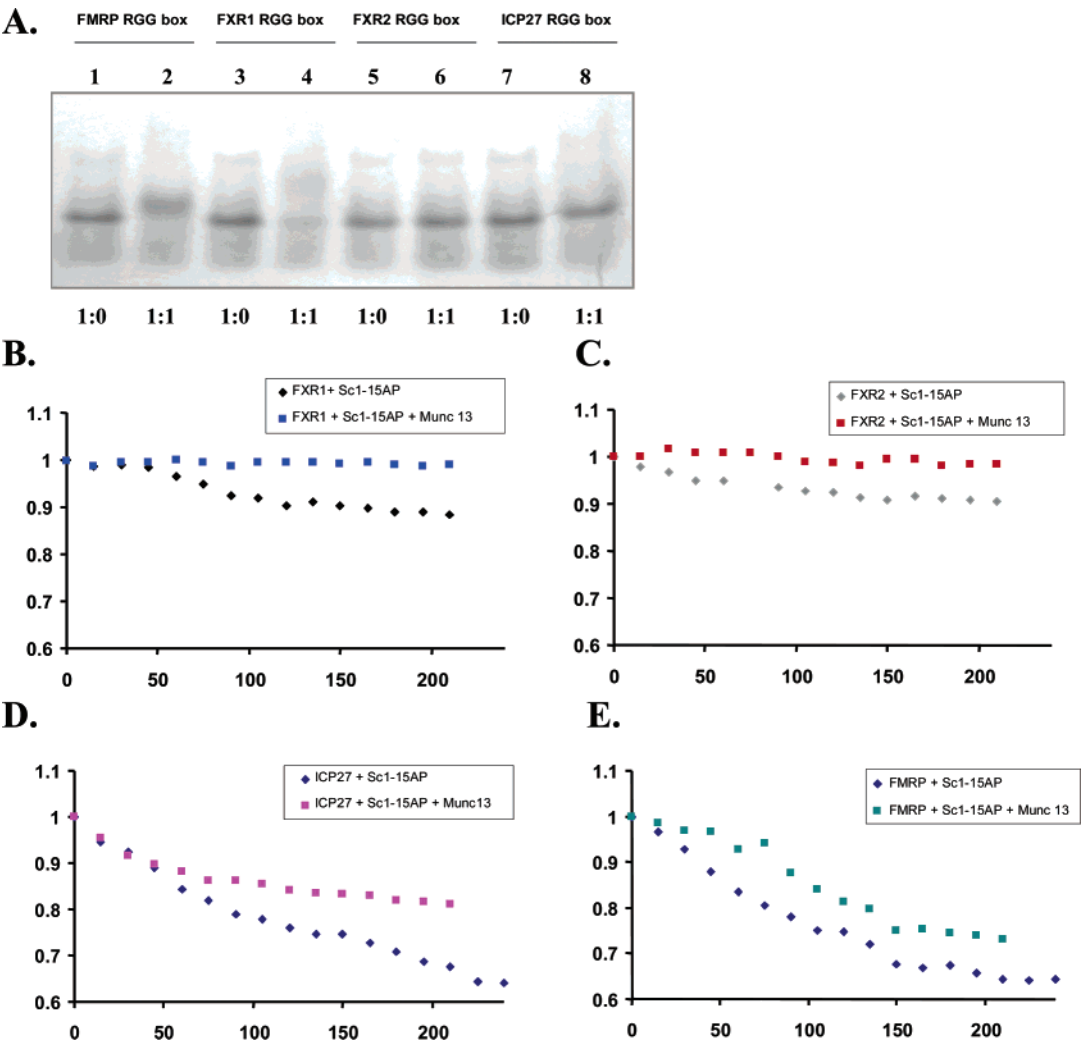 A.
FMRP RGG box FXR1 RGG box FXR2 RGG box ICP27 RGG box
1 2 3 4 5 6 7 8
1:0 1:1 1:0 1:1 1:0 1:1 1:0 1:1
B.
FXR1+ Sc1-15AP
FXR1 + Sc1-15AP + Munc 13
1.1
1
0.9
0.8
0.7
0.6
0 50 100 150 200
C.
FXR2 + Sc1-15AP
FXR2 + Sc1-15AP + Munc 13
1.1
1
0.9
0.8
0.7
0.6
0 50 100 150 200
D.
ICP27 + Sc1-15AP
ICP27 + Sc1-15AP + Munc13
1.1
1
0.9
0.8
0.7
0.6
0 50 100 150 200
E.
FMRP + Sc1-15AP
FMRP + Sc1-15AP + Munc 13
1.1
1
0.9
0.8
0.7
0.6
0 50 100 150 200